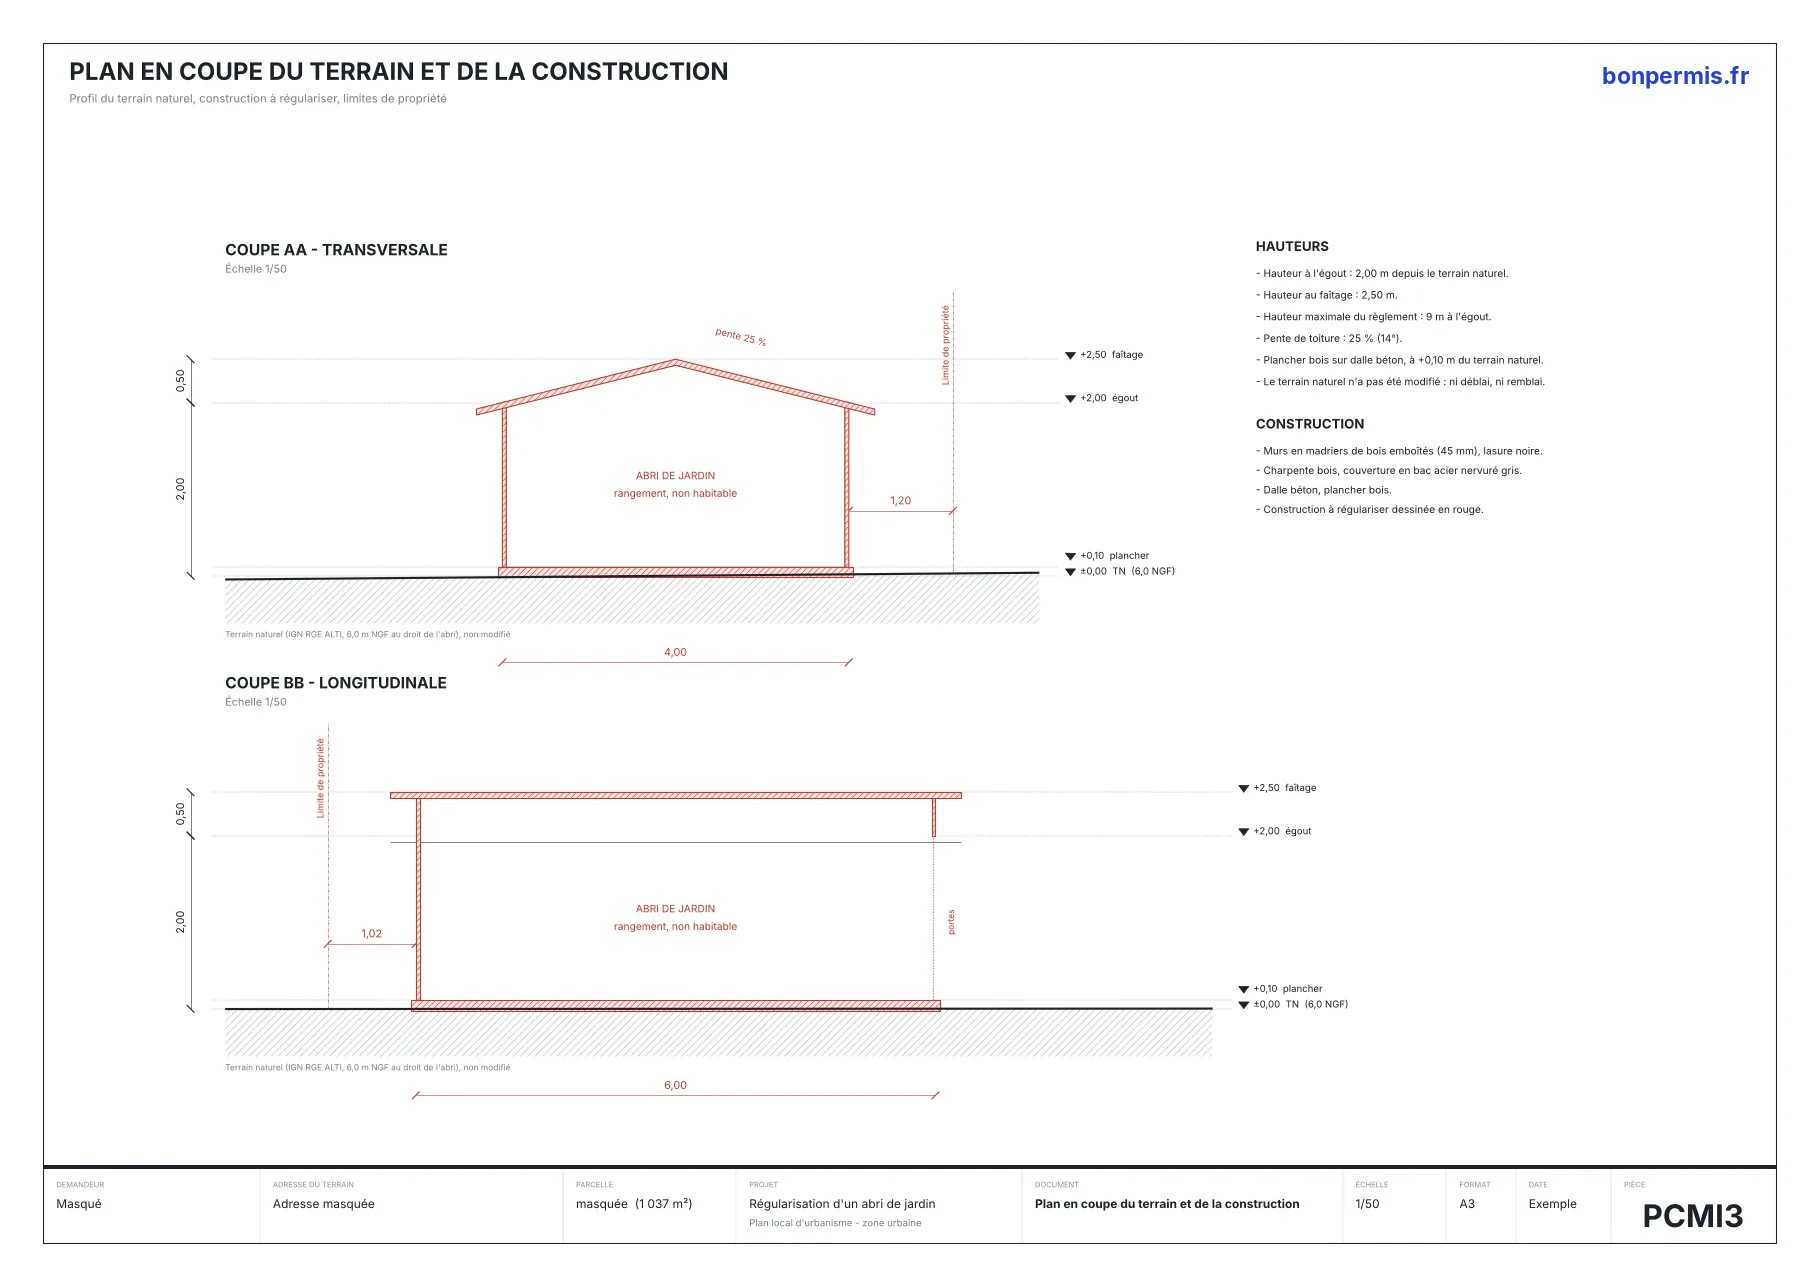 PLAN EN COUPE DU TERRAIN ET DE LA CONSTRUCTION
Profil du terrain naturel, construction à régulariser, limites de propriété
bonpermis.fr
COUPE AA - TRANSVERSALE
Échelle 1/50
pente 25 %
Limite de propriété
0,50
2,00
+2,50 faîtage
+2,00 égout
ABRI DE JARDIN
rangement, non habitable
1,20
+0,10 plancher
±0,00 TN (6,0 NGF)
Terrain naturel (IGN RGE ALTI, 6,0 m NGF au droit de l'abri), non modifié
4,00
HAUTEURS
- Hauteur à l'égout : 2,00 m depuis le terrain naturel.
- Hauteur au faîtage : 2,50 m.
- Hauteur maximale du règlement : 9 m à l'égout.
- Pente de toiture : 25 % (14°).
- Plancher bois sur dalle béton, à +0,10 m du terrain naturel.
- Le terrain naturel n'a pas été modifié : ni déblai, ni remblai.
CONSTRUCTION
- Murs en madriers de bois emboîtés (45 mm), lasure noire.
- Charpente bois, couverture en bac acier nervuré gris.
- Dalle béton, plancher bois.
- Construction à régulariser dessinée en rouge.
COUPE BB - LONGITUDINALE
Échelle 1/50
Limite de propriété
0,50
2,00
+2,50 faîtage
+2,00 égout
ABRI DE JARDIN
rangement, non habitable
portes
1,02
+0,10 plancher
±0,00 TN (6,0 NGF)
Terrain naturel (IGN RGE ALTI, 6,0 m NGF au droit de l'abri), non modifié
6,00
DEMANDEUR
Masqué
ADRESSE DU TERRAIN
Adresse masquée
PARCELLE
masquée (1 037 m²)
PROJET
Régularisation d'un abri de jardin
Plan local d'urbanisme - zone urbaine
DOCUMENT
Plan en coupe du terrain et de la construction
ÉCHELLE
1/50
FORMAT
A3
DATE
Exemple
PIÈCE
PCMI3